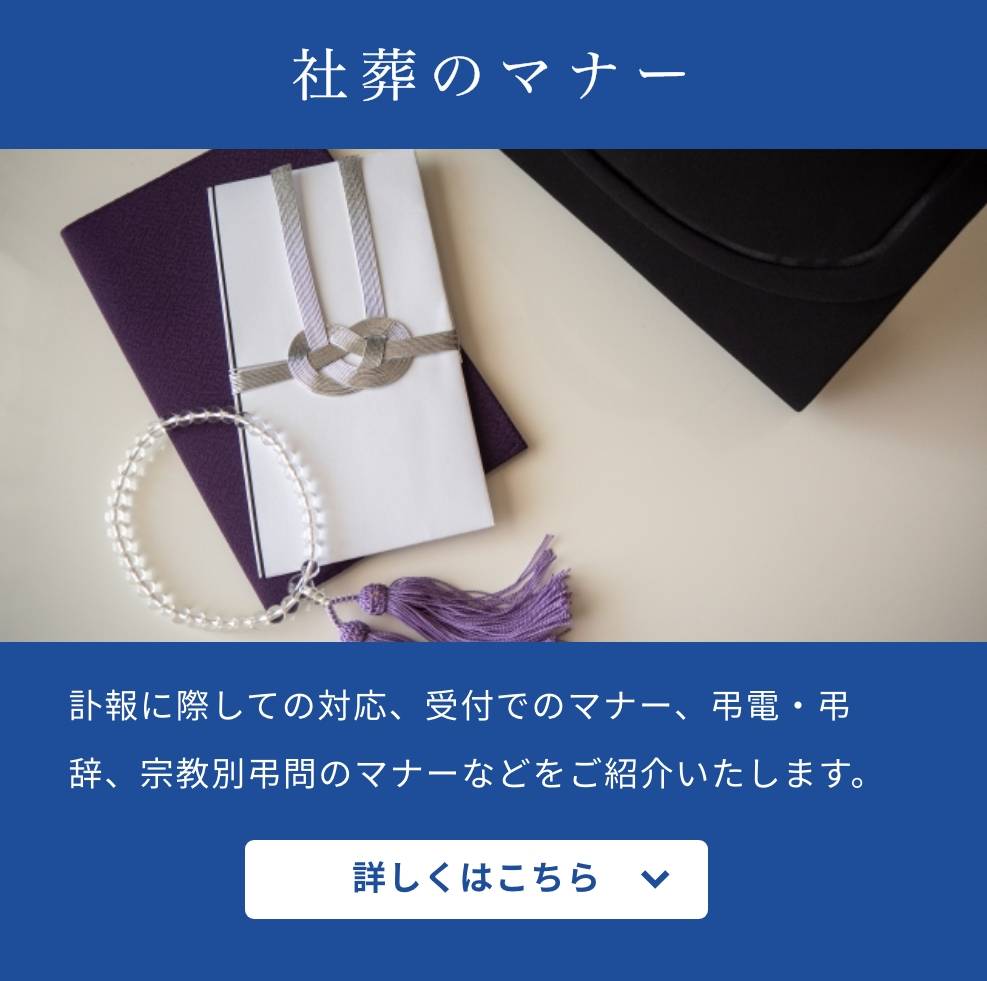 社葬のマナー
訃報に際しての対応、受付でのマナー、弔電・弔
辞、宗教別弔問のマナーなどをご紹介いたします。
詳しくはこちら